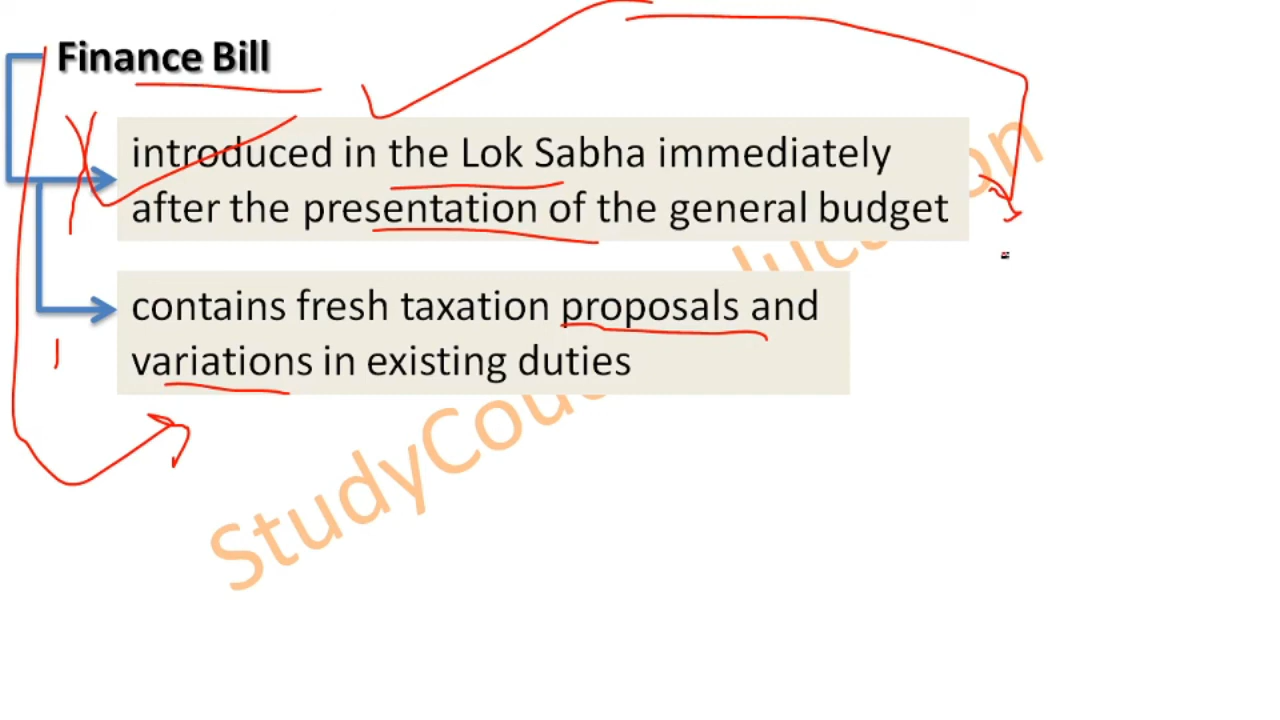 Finance Bill
introduced in the Lok Sabha immediately
after the presentation of the general budget
contains fresh taxation proposals and
variations in existing duties